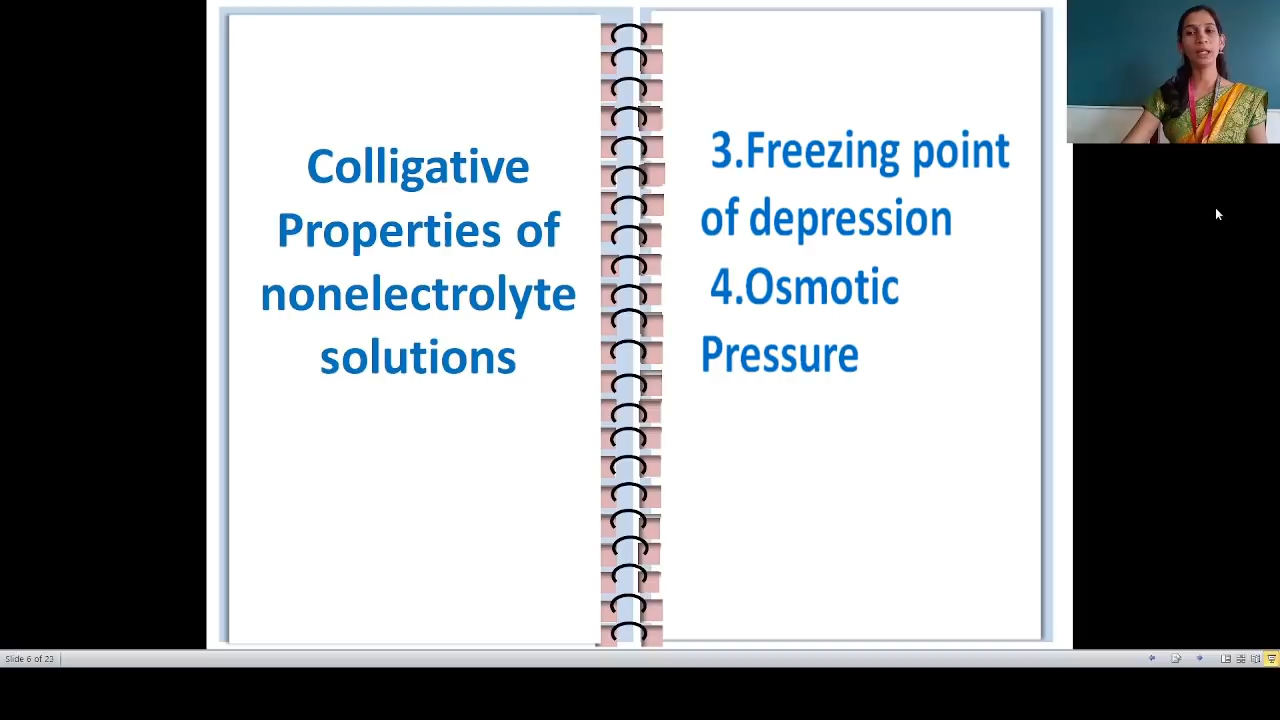 Colligative
Properties of
nonelectrolyte
solutions
3.Freezing point
of depression
4.Osmotic
Pressure
Slide 6 of 23